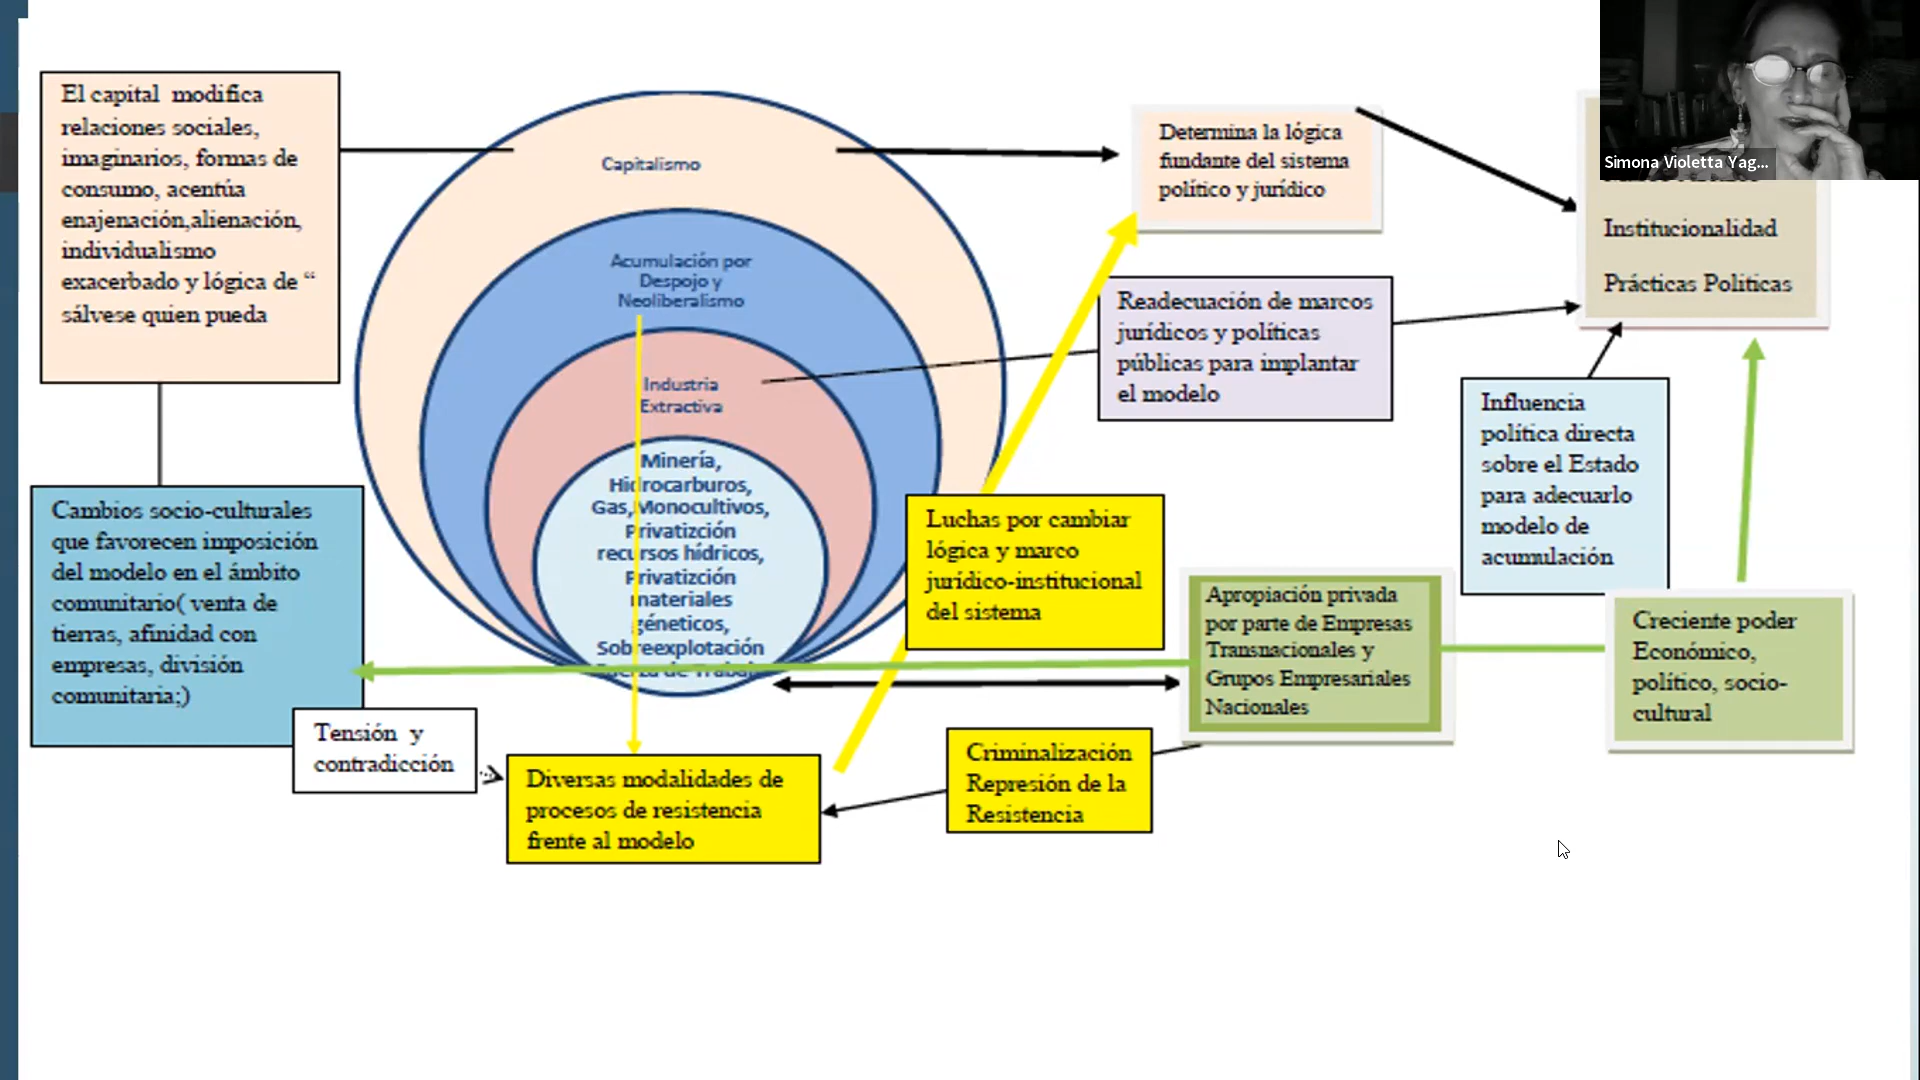 El capital modifica
relaciones sociales,
imaginarios, formas de
consumo, acentúa
enajenación,alienación,
individualismo
exacerbado y lógica de “
sálvese quien pueda
Capitalismo
Acumulación por
Despojo y
Neoliberalismo
Industria
Extractiva
Minería,
Hidrocarburos,
Gas,Monocultivos,
Privatizción
recursos hídricos,
Privatizción
materiales
géneticos,
Sobreexplotación
de Trabajo
Determina la lógica
fundante del sistema
político y jurídico
Simona Violetta Yag...
Institucionalidad
Prácticas Politicas
Readecuación de marcos
jurídicos y políticas
públicas para implantar
el modelo
Influencia
política directa
sobre el Estado
para adecuarlo
modelo de
acumulación
Cambios socio-culturales
que favorecen imposición
del modelo en el ámbito
comunitario( venta de
tierras, afinidad con
empresas, división
comunitaria;)
Luchas por cambiar
lógica y marco
jurídico-institucional
del sistema
Apropiación privada
por parte de Empresas
Transnacionales y
Grupos Empresariales
Nacionales
Creciente poder
Económico,
político, socio-
cultural
Tensión y
contradicción
Diversas modalidades de
procesos de resistencia
frente al modelo
Criminalización
Represión de la
Resistencia